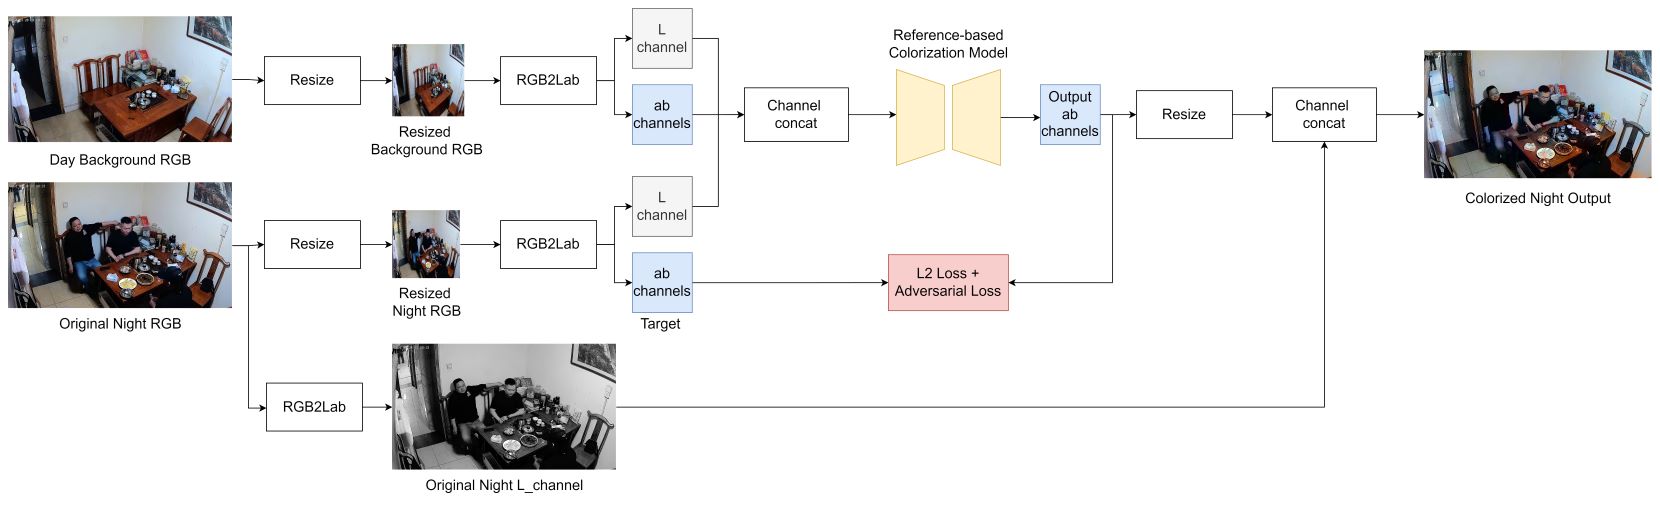 Day Background RGB
Resize
Resized
Background RGB
RGB2Lab
L
channel
ab
channels
Channel
concat
Reference-based
Colorization Model
Output
ab
channels
Resize
Channel
concat
Colorized Night Output
Original Night RGB
Resize
Resized
Night RGB
RGB2Lab
L
channel
ab
channels
Target
L2 Loss +
Adversarial Loss
RGB2Lab
Original Night L_channel